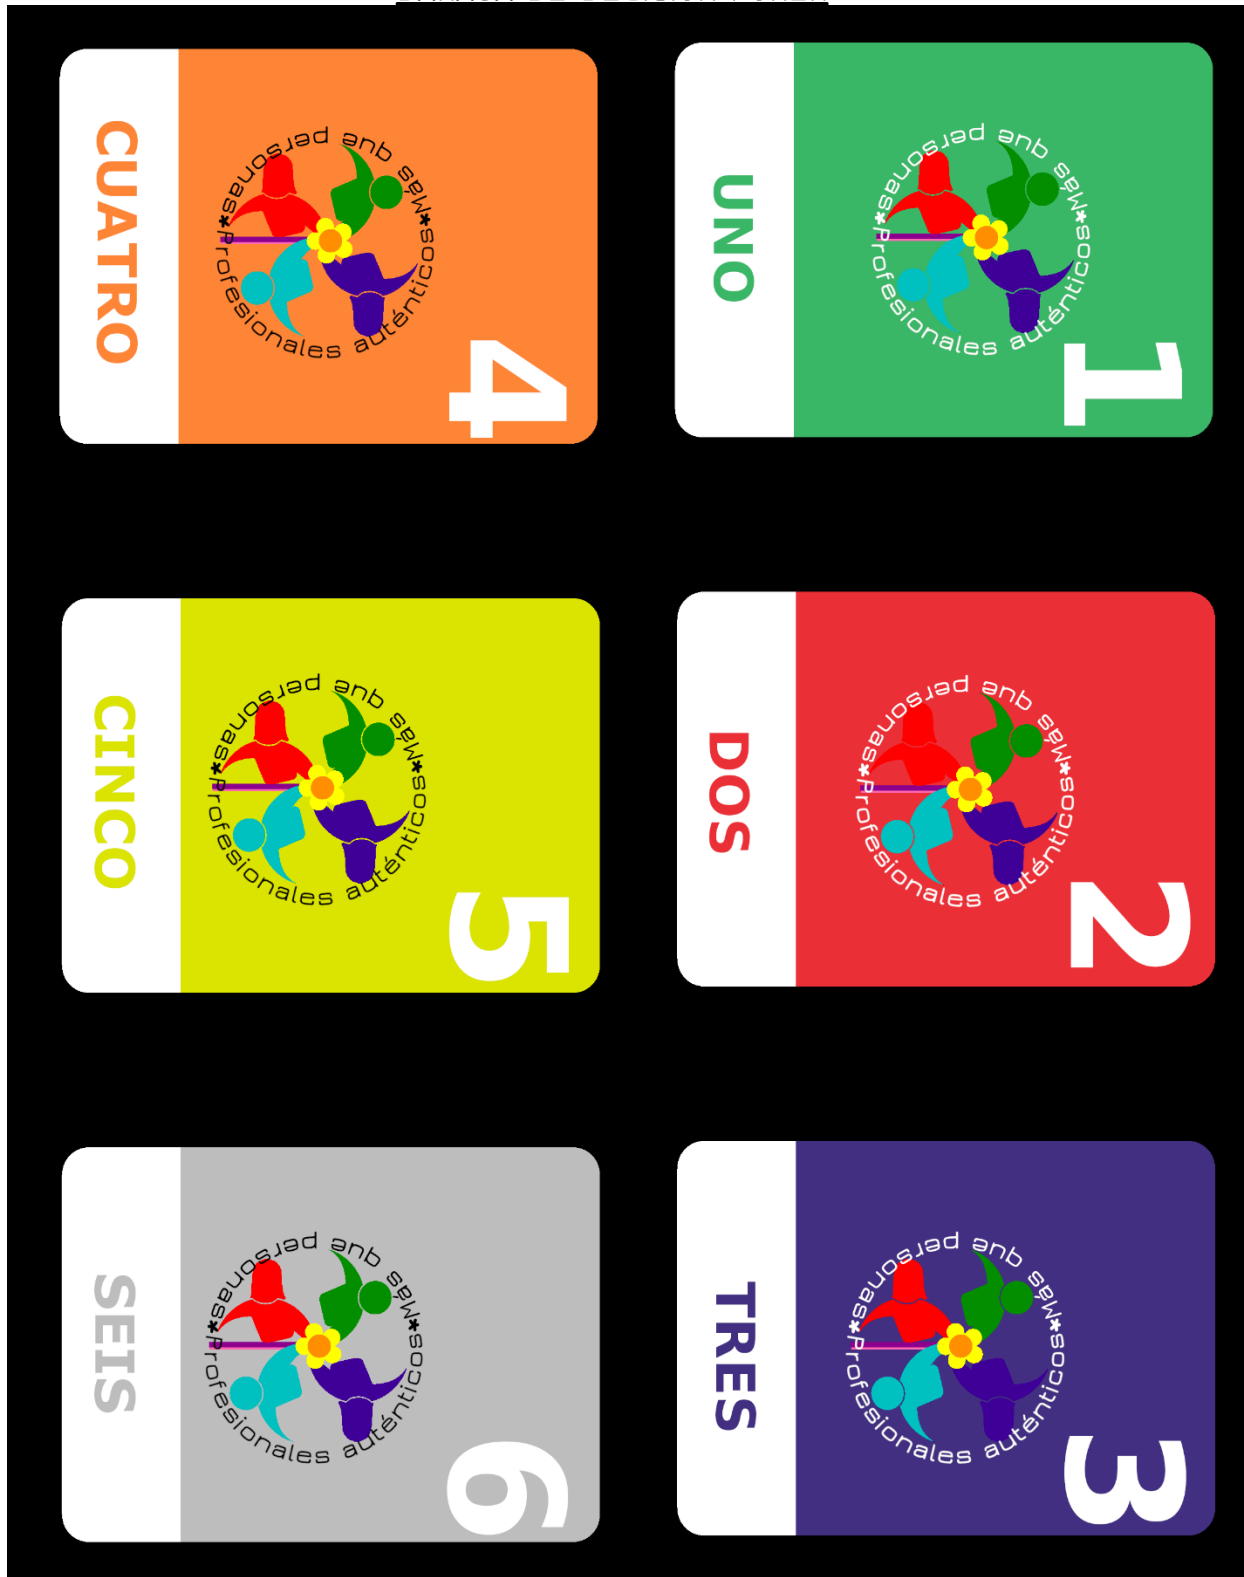 1
Más que personas*
Profesionales auténticos*
UNO
2
Más que personas*
Profesionales auténticos*
DOS
3
Más que personas*
Profesionales auténticos*
TRES
4
Más que personas*
Profesionales auténticos*
CUATRO
5
Más que personas*
Profesionales auténticos*
CINCO
6
Más que personas*
Profesionales auténticos*
SEIS